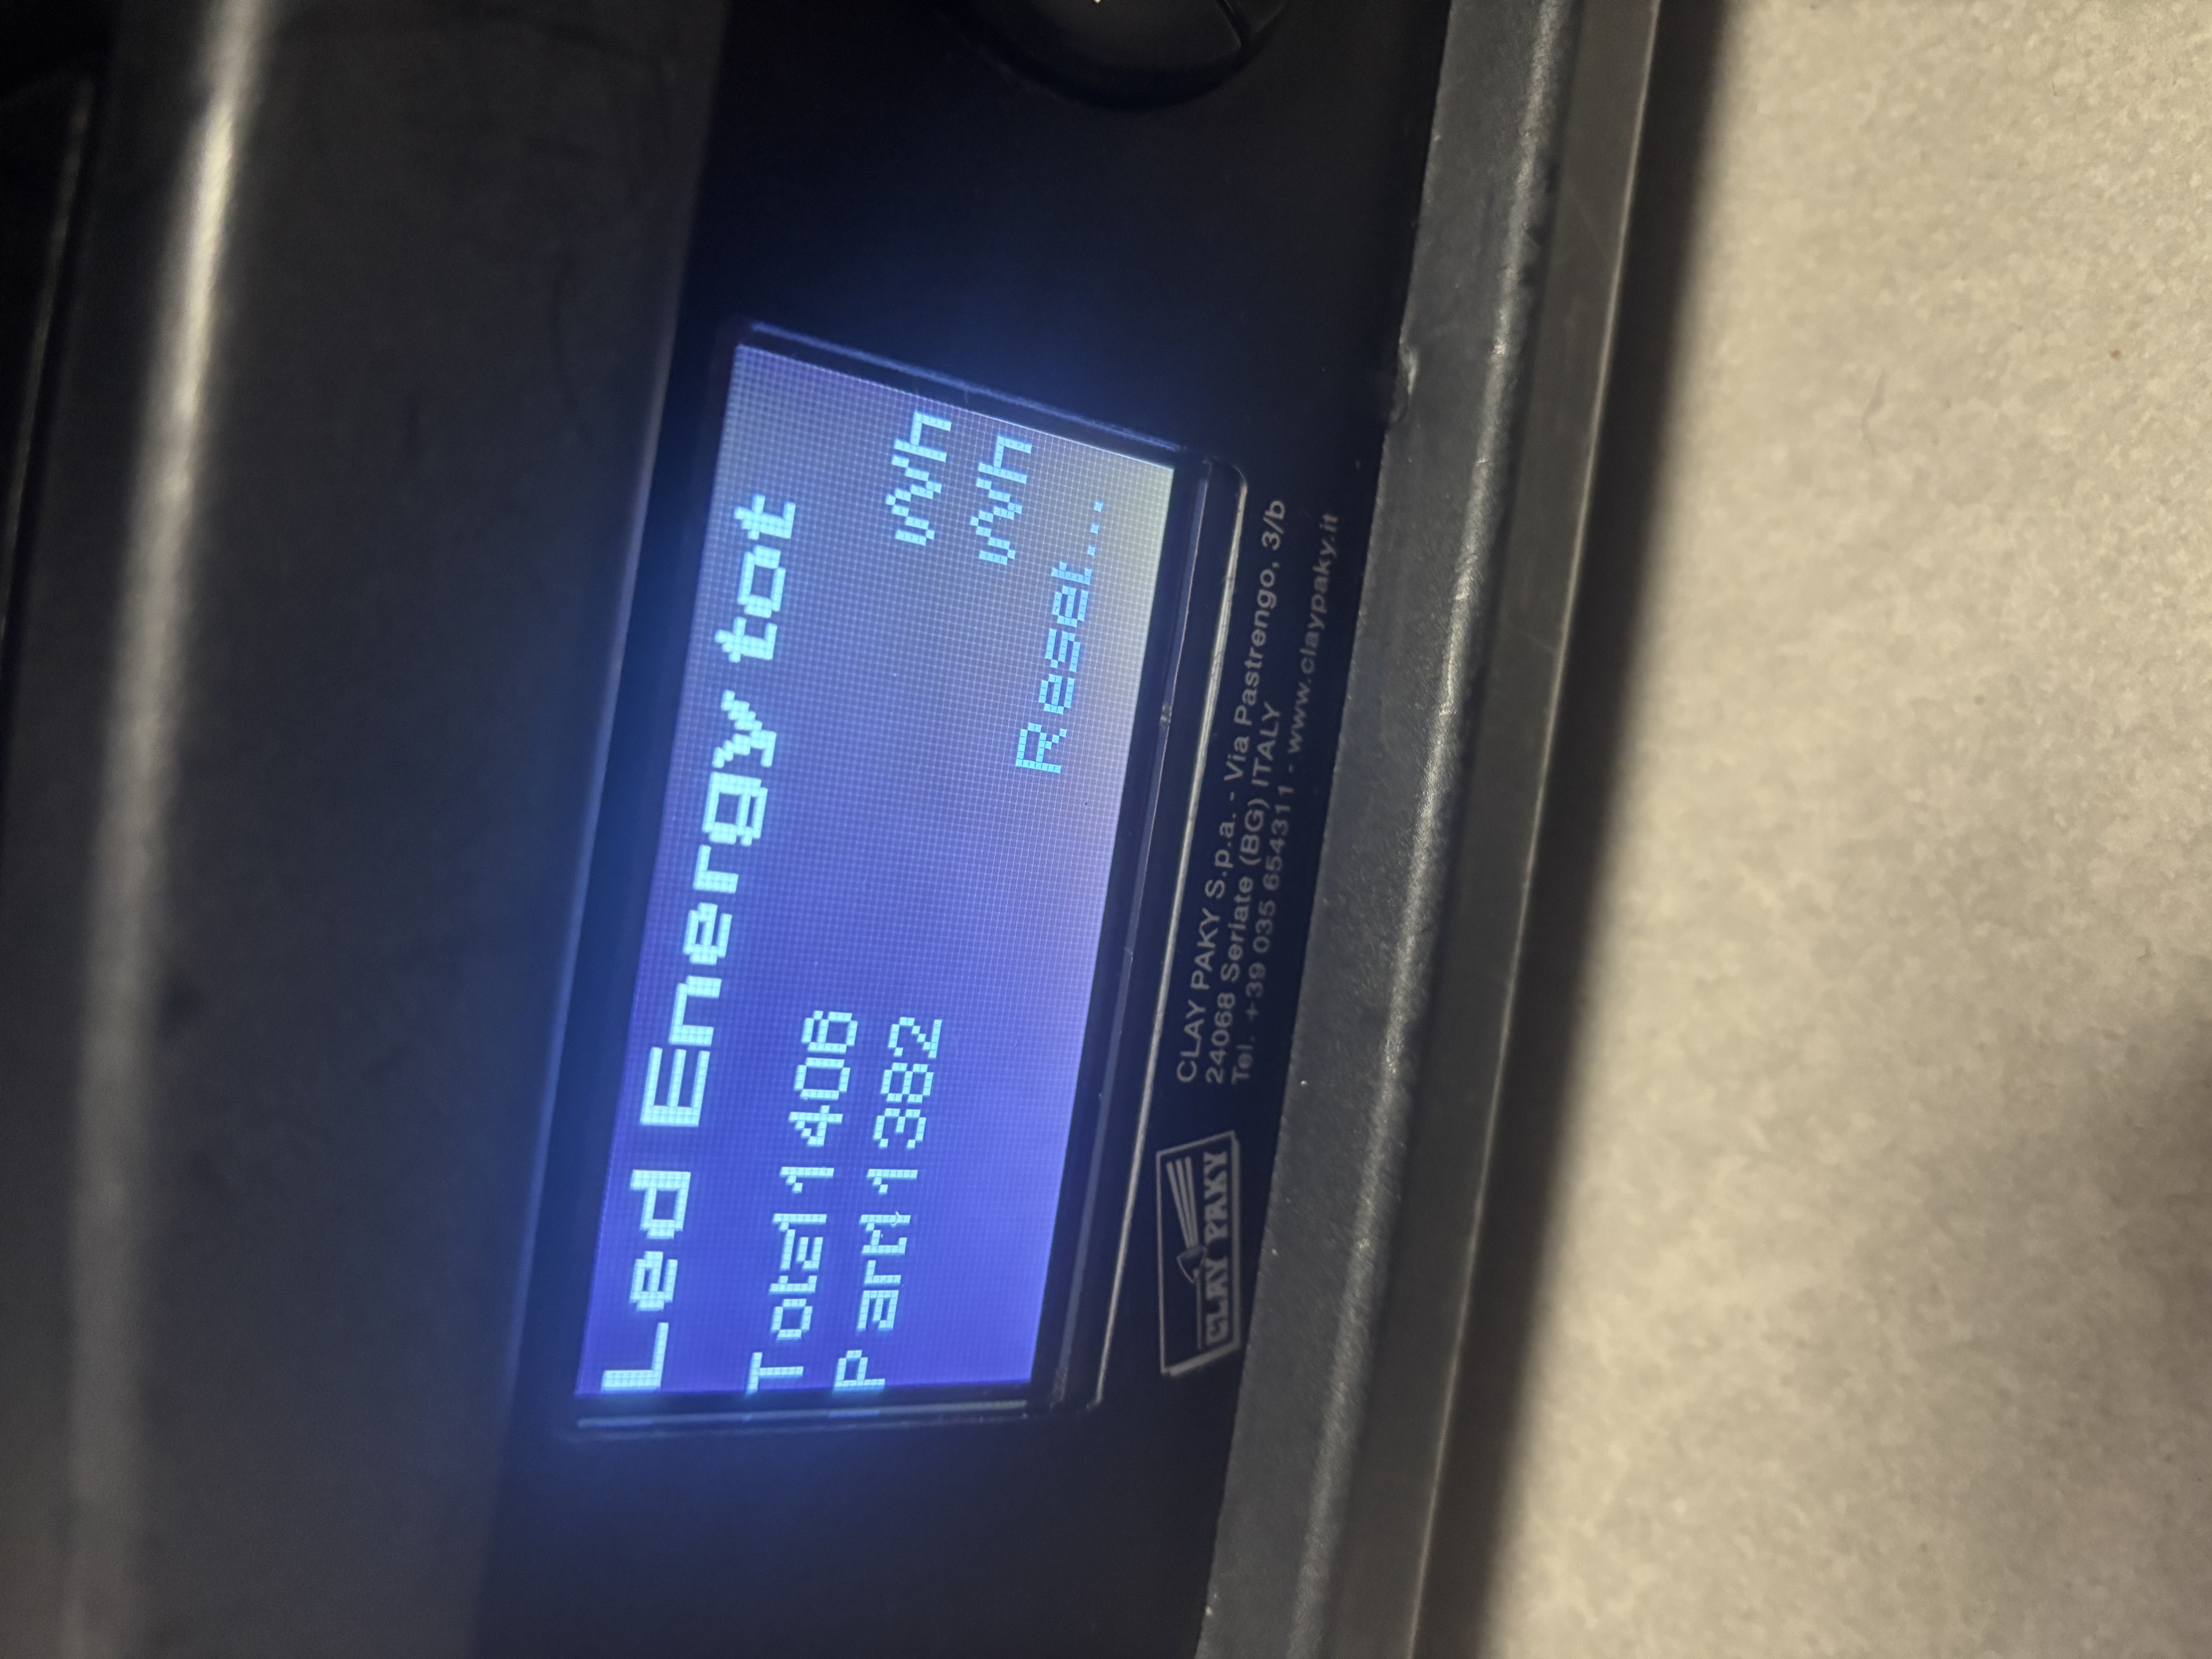 Led Energy tot
Total 1406 Wh
Parti 1382 Wh
Reset...
CLAY PAKY
CLAY PAKY S.p.a. - Via Pastrengo, 3/b
24068 Seriate (BG) ITALY
Tel. +39 035 654311 - www.claypaky.it